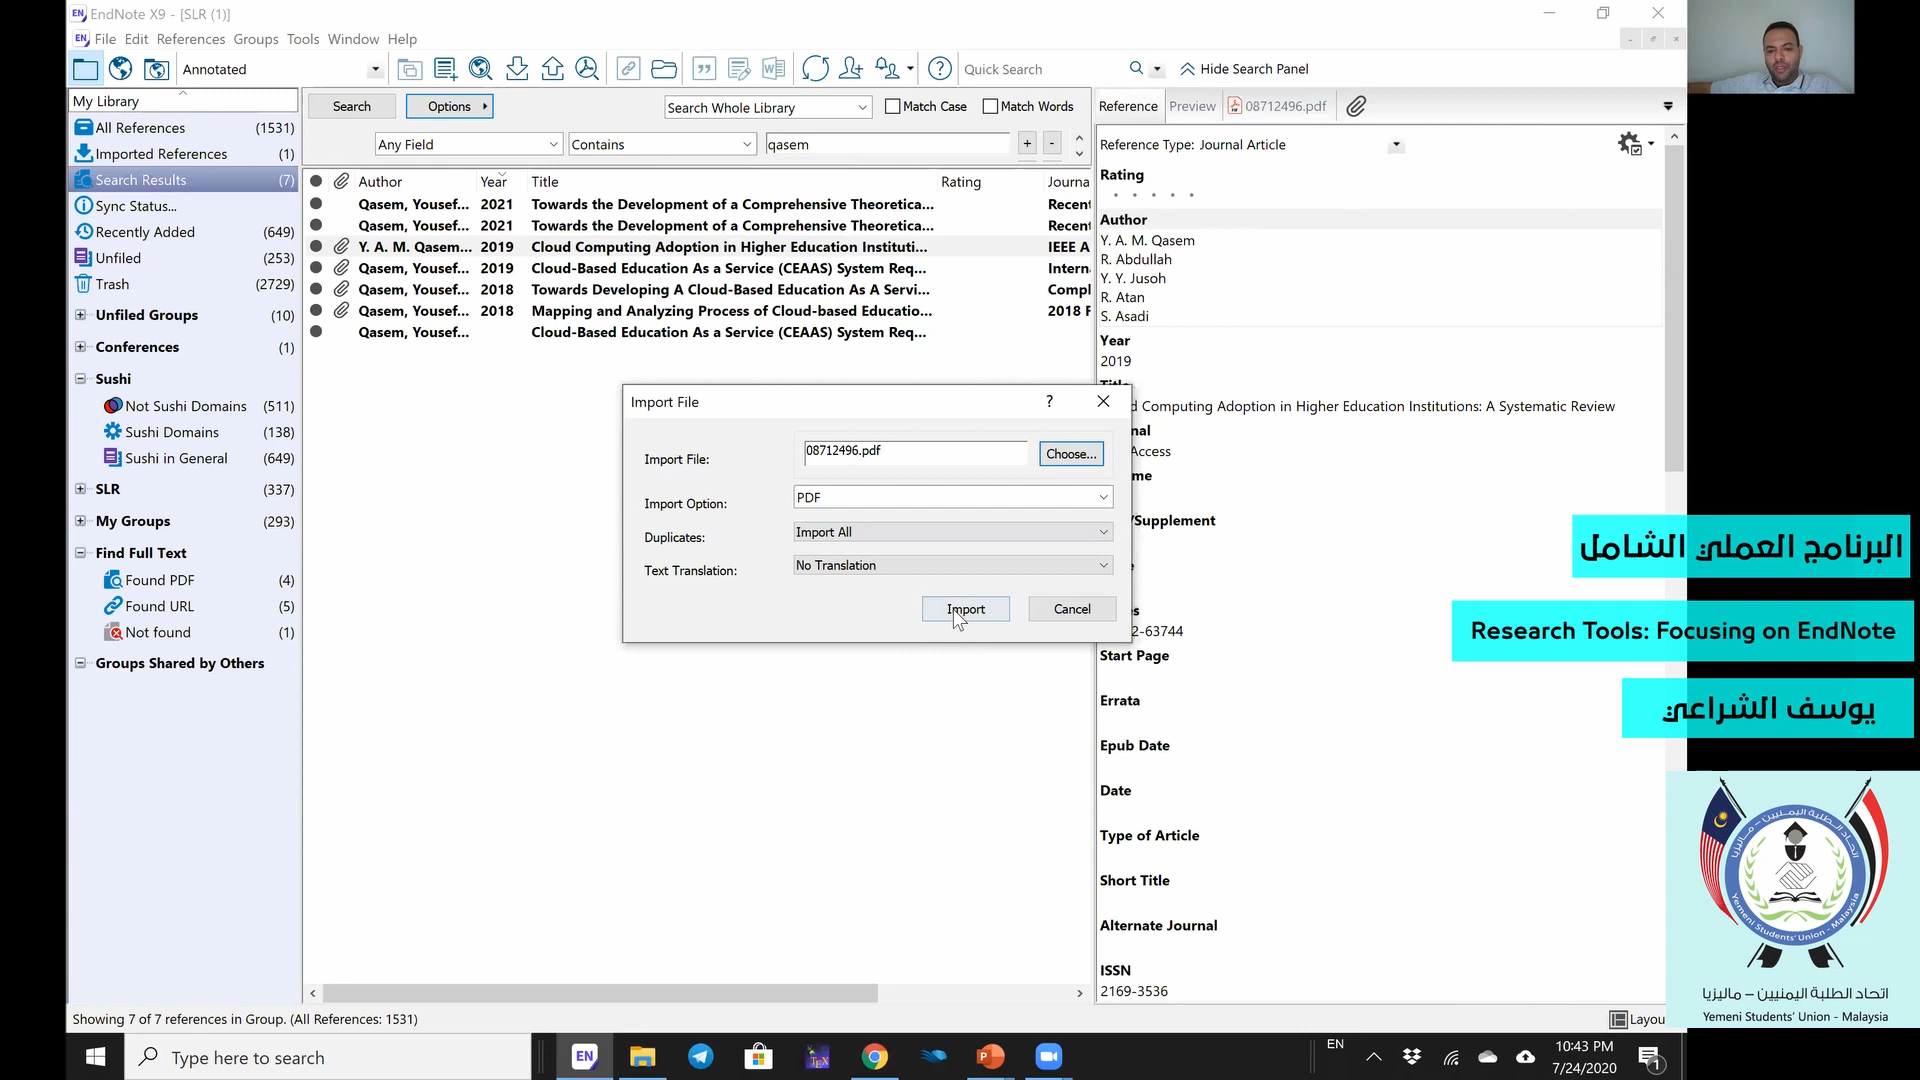 EndNote X9 - [SLR (1)]
File Edit References Groups Tools Window Help
Annotated
Quick Search
Hide Search Panel
My Library
All References (1531)
Imported References (1)
Search Results (7)
Sync Status...
Recently Added (649)
Unfiled (253)
Trash (2729)
Unfiled Groups (10)
Conferences (1)
Sushi
Not Sushi Domains (511)
Sushi Domains (138)
Sushi in General (649)
SLR (337)
My Groups (293)
Find Full Text
Found PDF (4)
Found URL (5)
Not found (1)
Groups Shared by Others
Search Options Search Whole Library Match Case Match Words
Any Field Contains qasem + -
Author Year Title Rating Journa
Qasem, Yousef... 2021 Towards the Development of a Comprehensive Theoretica... Recent
Qasem, Yousef... 2021 Towards the Development of a Comprehensive Theoretica... Recent
Y. A. M. Qasem... 2019 Cloud Computing Adoption in Higher Education Instituti... IEEE A
Qasem, Yousef... 2019 Cloud-Based Education As a Service (CEAAS) System Req... Intern
Qasem, Yousef... 2018 Towards Developing A Cloud-Based Education As A Servi... Compl
Qasem, Yousef... 2018 Mapping and Analyzing Process of Cloud-based Educatio... 2018 F
Qasem, Yousef... Cloud-Based Education As a Service (CEAAS) System Req...
Import File ?
Import File: 08712496.pdf Choose...
Import Option: PDF
Duplicates: Import All
Text Translation: No Translation
Import Cancel
Reference Preview 08712496.pdf
Reference Type: Journal Article
Rating
Author
Y. A. M. Qasem
R. Abdullah
Y. Y. Jusoh
R. Atan
S. Asadi
Year
2019
Title
d Computing Adoption in Higher Education Institutions: A Systematic Review
nal
Access
me
/Supplement
e
es
2-63744
Start Page
Errata
Epub Date
Date
Type of Article
Short Title
Alternate Journal
ISSN
2169-3536
Showing 7 of 7 references in Group. (All References: 1531)
Layou
البرنامج العملي الشامل
Research Tools: Focusing on EndNote
يوسف الشراعي
اتحاد الطلبة اليمنيين – ماليزيا
Yemeni Students' Union - Malaysia
اتحاد الطلبة اليمنيين – ماليزيا
Yemeni Students' Union - Malaysia
Type here to search
EN
EN
10:43 PM
7/24/2020
1